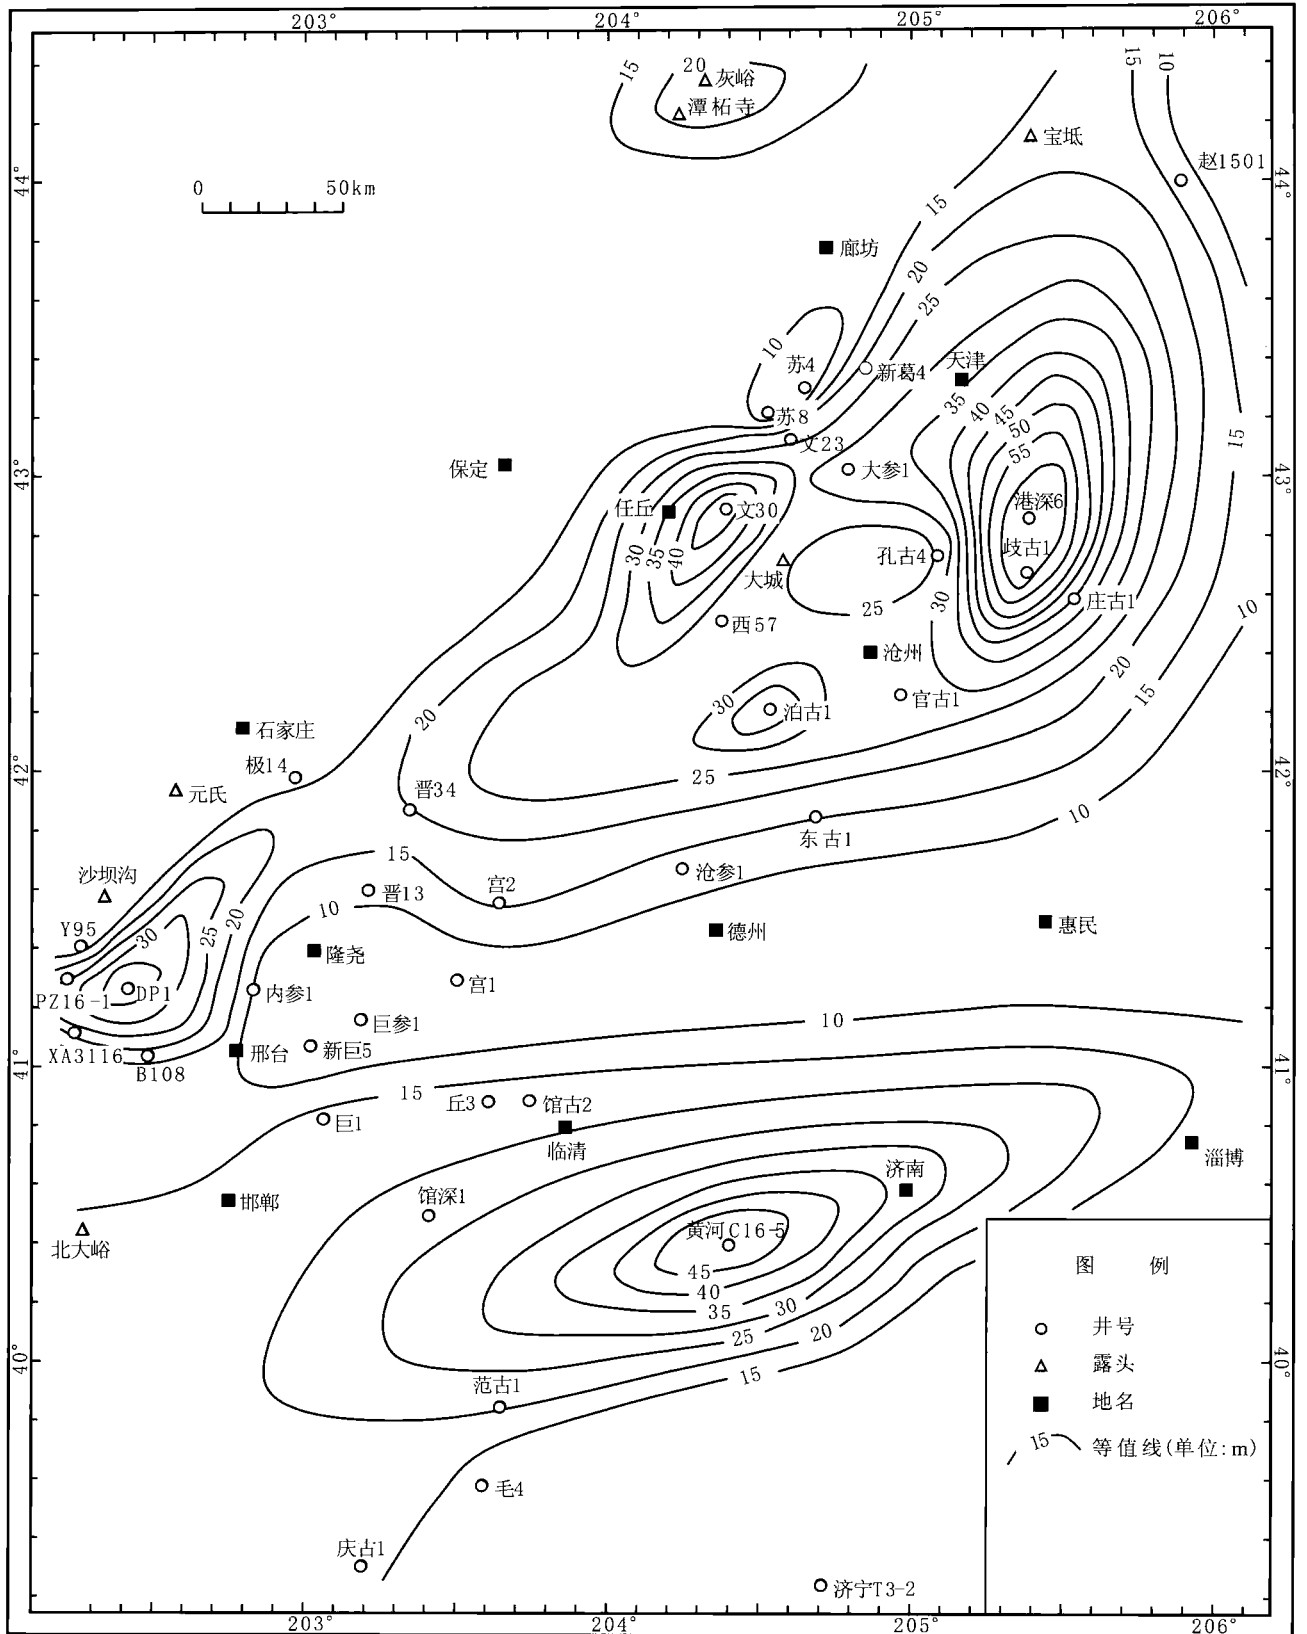 203° 204° 205° 206°
15 20 灰峪
潭柘寺
15 10
宝坻
赵1501
44° 44°
0 50km
15
廊坊
20
25
10
苏4
新葛4
天津
苏8
35 40 45 50 55
文23
15
保定
大参1
43° 43°
任丘
文30
港深6
歧古1
30 35 40
大城
孔古4
25
30
庄古1
10
西57
沧州
20
15
30
泊古1
官古1
20
石家庄
极14
25
42° 42°
元氏
晋34
10
东古1
15
沙坝沟
晋13
宫2
沧参1
10
20
25
30
Y95
隆尧
德州
惠民
PZ16-1
DP1
内参1
宫1
巨参1
10
XA3116
B108
邢台
新巨5
41° 41°
15
丘3
馆古2
巨1
临清
淄博
济南
邯郸
馆深1
北大峪
黄河C16-5
45
40
35 30
25 20
15
40° 40°
范古1
毛4
庆古1
济宁T3-2
图 例
井号
露头
地名
15 等值线(单位:m)
203° 204° 205° 206°